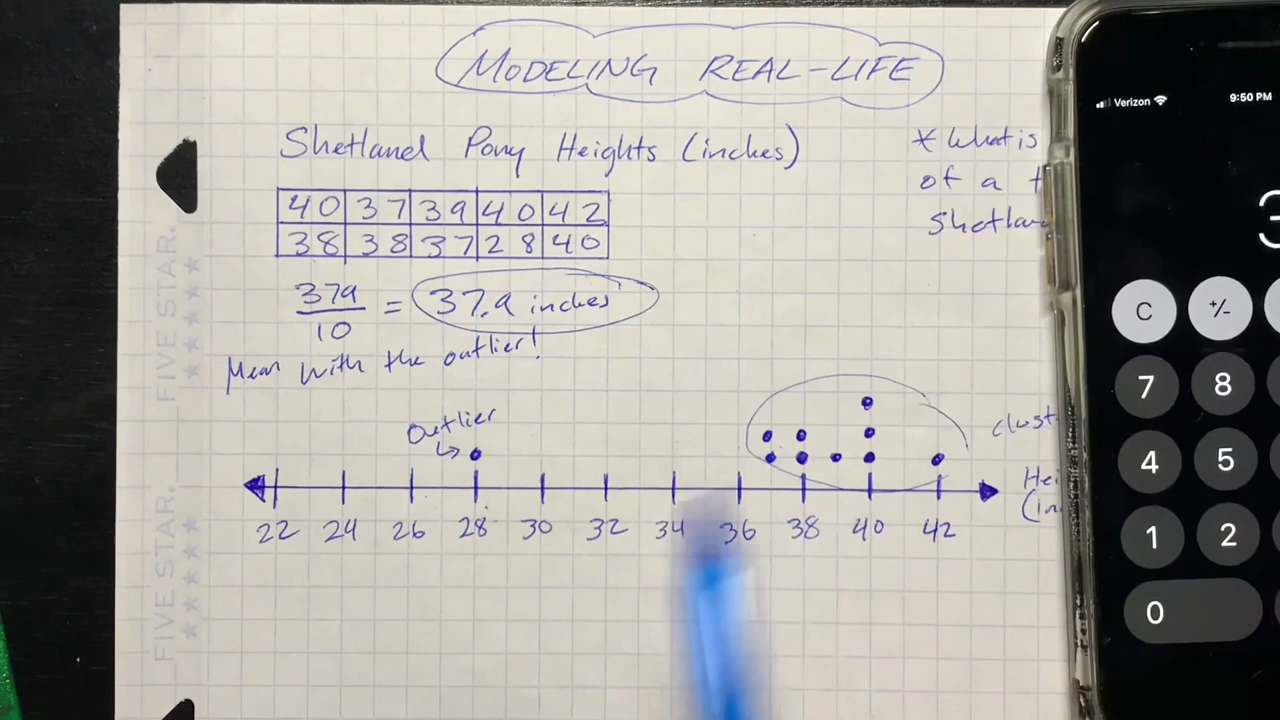 MODELING REAL-LIFE
Shetland Pony Heights (inches)
* What is
of a
40 37 39 40 42
38 38 37 28 40
379
10
= 37.9 inches
Mean with the outlier!
Outlier
22 24 26 28 30 32 34 36 38 40 42
FIVE STAR.
FIVE STAR.
Verizon
9:50 PM
3
C +/-
7 8
4 5
1 2
0